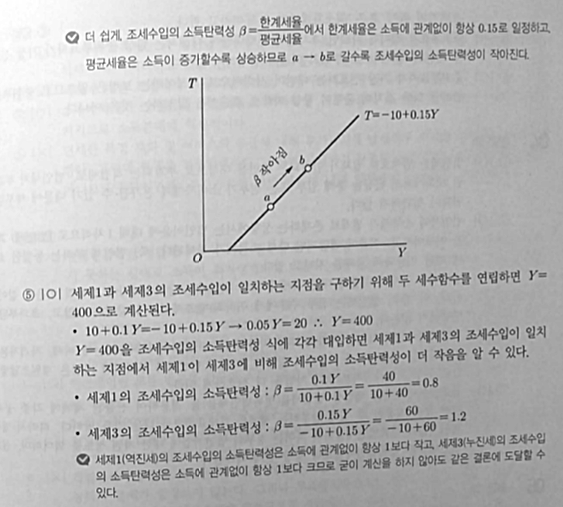 더 쉽게, 조세수입의 소득탄력성 β=한계세율/평균세율에서 한계세율은 소득에 관계없이 항상 0.15로 일정하고,
평균세율은 소득이 증가할수록 상승하므로 a → b로 갈수록 조세수입의 소득탄력성이 작아진다.
T
T=-10+0.15Y
β 작아짐
b
a
O
Y
⑤ |O| 세제1과 세제3의 조세수입이 일치하는 지점을 구하기 위해 두 세수함수를 연립하면 Y=
400으로 계산된다.
• 10+0.1Y=-10+0.15Y → 0.05Y=20 ∴ Y=400
Y=400을 조세수입의 소득탄력성 식에 각각 대입하면 세제1과 세제3의 조세수입이 일치
하는 지점에서 세제1이 세제3에 비해 조세수입의 소득탄력성이 더 작음을 알 수 있다.
• 세제1의 조세수입의 소득탄력성 : β=0.1Y/10+0.1Y=40/10+40=0.8
• 세제3의 조세수입의 소득탄력성 : β=0.15Y/-10+0.15Y=60/-10+60=1.2
세제1(역진세)의 조세수입의 소득탄력성은 소득에 관계없이 항상 1보다 작고, 세제3(누진세)의 조세수입
의 소득탄력성은 소득에 관계없이 항상 1보다 크므로 굳이 계산을 하지 않아도 같은 결론에 도달할 수
있다.